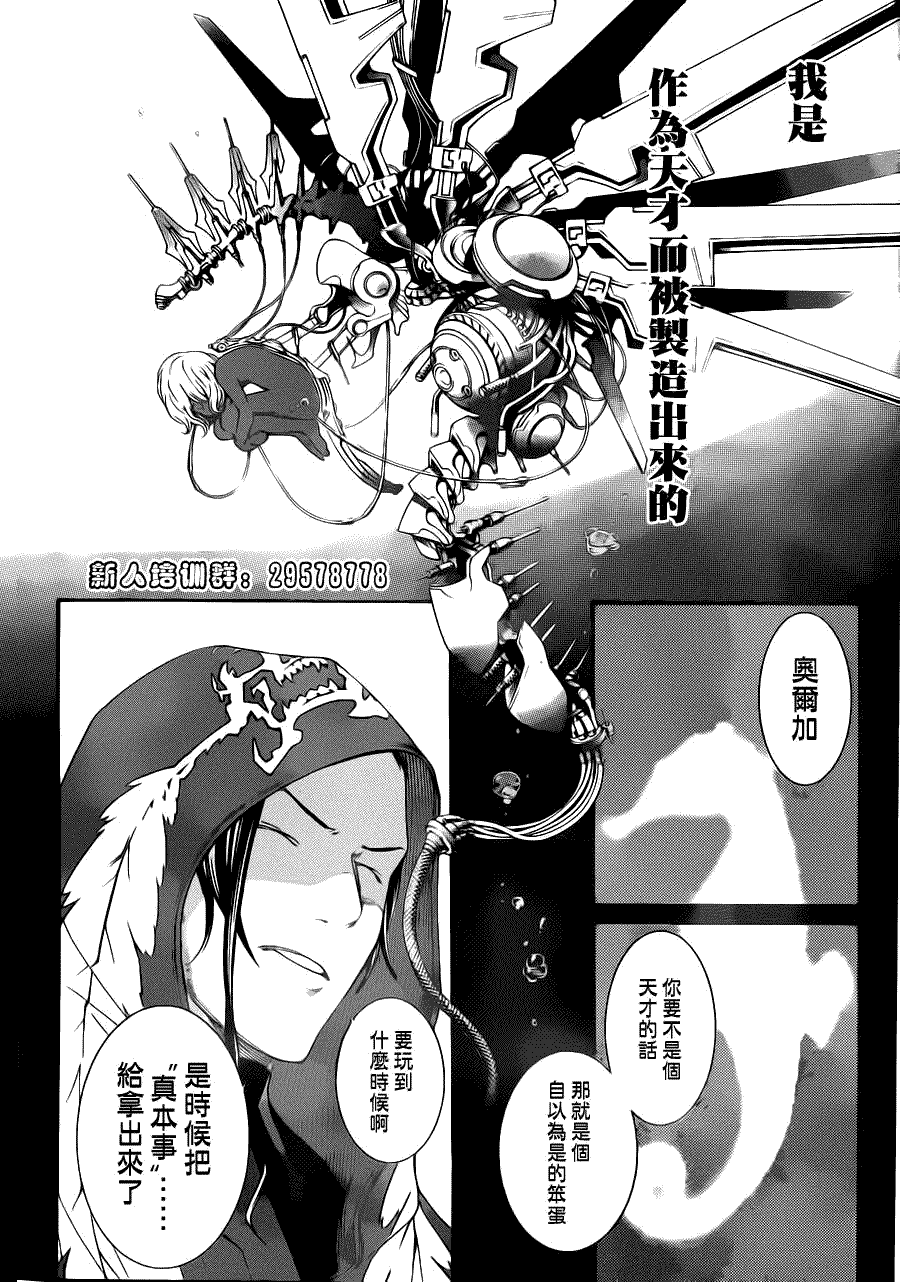 我是
作為天才而被製造出來的
新人培训群：29578778
奧爾加
你要不是個
天才的話
那就是個
自以為是的笨蛋
要玩到
什麼時候啊
是時候把
〝真本事〞……
給拿出來了